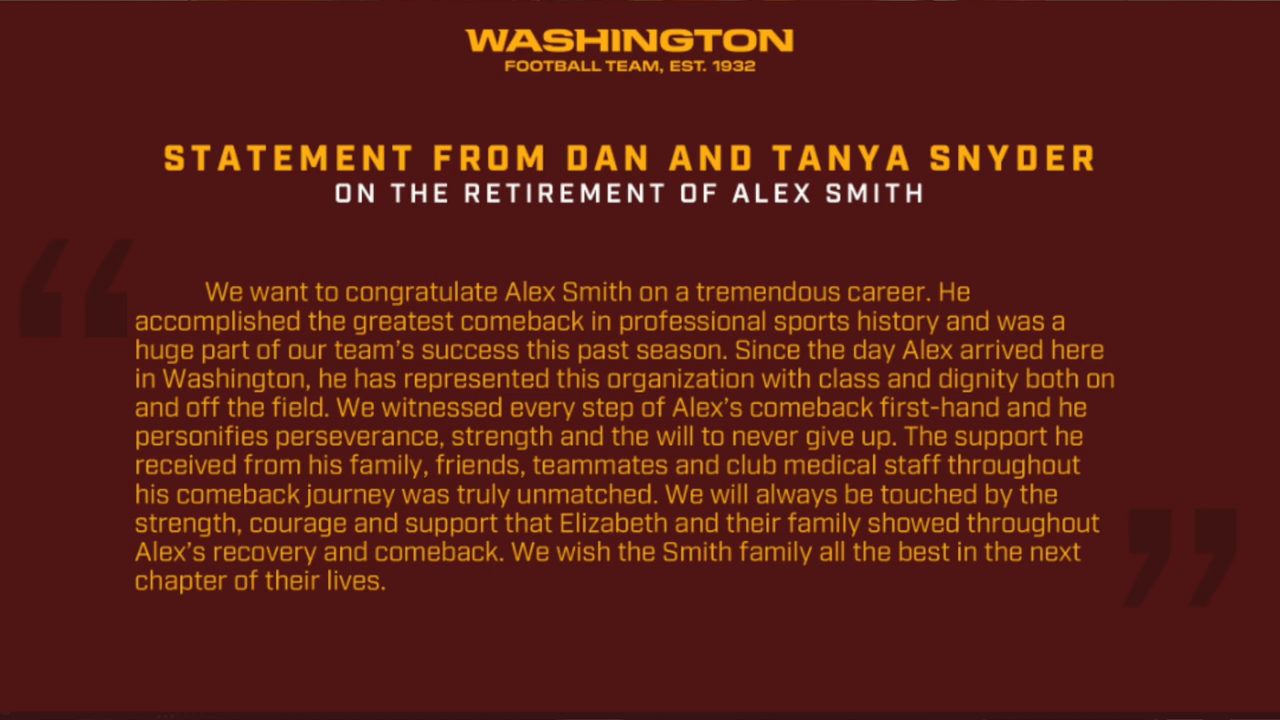 WASHINGTON
FOOTBALL TEAM, EST. 1932
STATEMENT FROM DAN AND TANYA SNYDER
ON THE RETIREMENT OF ALEX SMITH
“
We want to congratulate Alex Smith on a tremendous career. He
accomplished the greatest comeback in professional sports history and was a
huge part of our team’s success this past season. Since the day Alex arrived here
in Washington, he has represented this organization with class and dignity both on
and off the field. We witnessed every step of Alex’s comeback first-hand and he
personifies perseverance, strength and the will to never give up. The support he
received from his family, friends, teammates and club medical staff throughout
his comeback journey was truly unmatched. We will always be touched by the
strength, courage and support that Elizabeth and their family showed throughout
Alex’s recovery and comeback. We wish the Smith family all the best in the next
chapter of their lives.
”